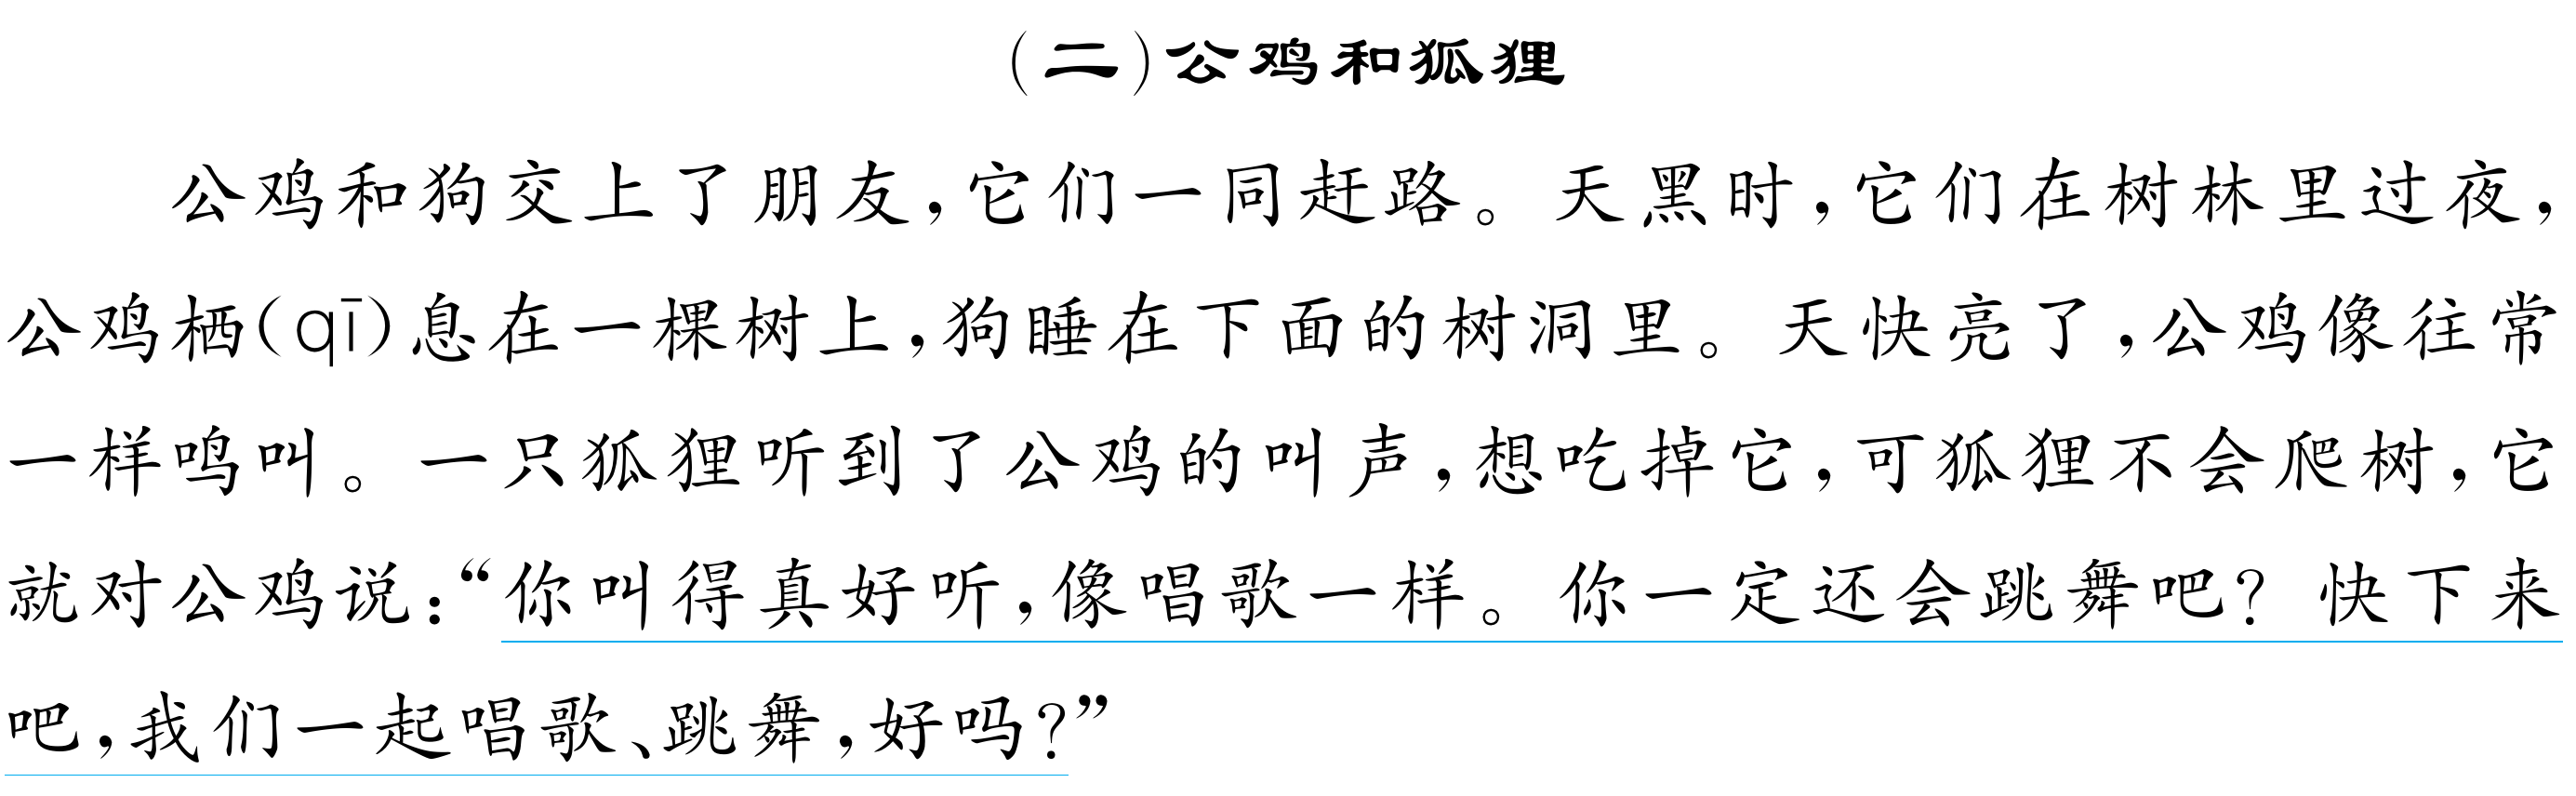 （二）公鸡和狐狸
公鸡和狗交上了朋友，它们一同赶路。天黑时，它们在树林里过夜，
公鸡栖（qī）息在一棵树上，狗睡在下面的树洞里。天快亮了，公鸡像往常
一样鸣叫。一只狐狸听到了公鸡的叫声，想吃掉它，可狐狸不会爬树，它
就对公鸡说：“你叫得真好听，像唱歌一样。你一定还会跳舞吧？快下来
吧，我们一起唱歌、跳舞，好吗？”